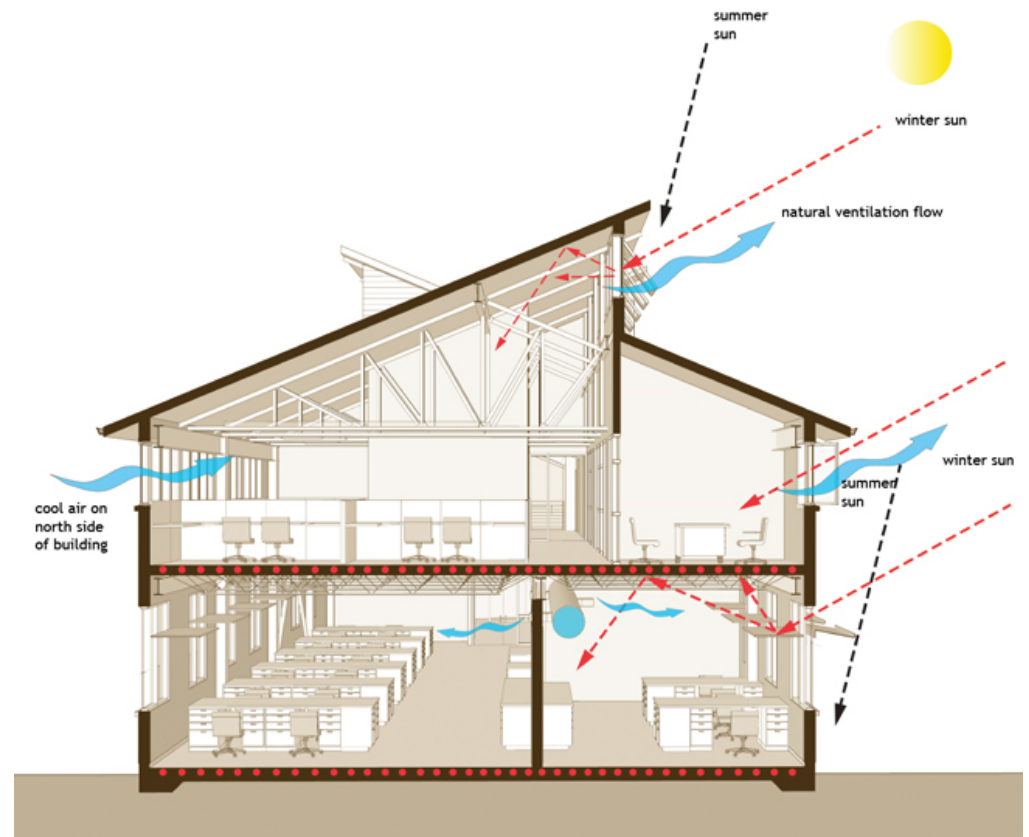 summer
sun
winter sun
natural ventilation flow
cool air on
north side
of building
winter sun
summer
sun